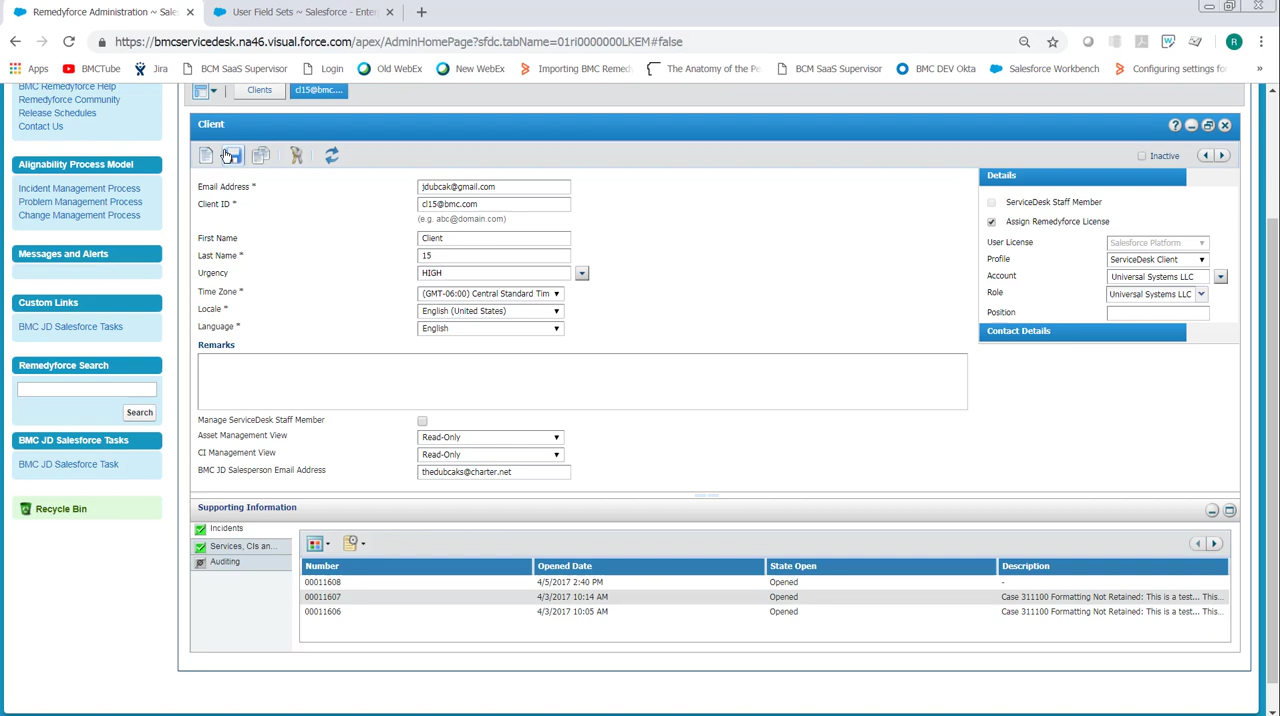 Remedyforce Administration ~ Sale
User Field Sets ~ Salesforce - Enter
https://bmcservicedesk.na46.visual.force.com/apex/AdminHomePage?sfdc.tabName=01ri0000000LKEM#false
R
Apps
BMCTube
Jira
BCM SaaS Supervisor
Login
Old WebEx
New WebEx
Importing BMC Remed
The Anatomy of the Po
BCM SaaS Supervisor
BMC DEV Okta
Salesforce Workbench
Configuring settings fo
»
BMC Remedyforce Help
Remedyforce Community
Release Schedules
Contact Us
Alignability Process Model
Incident Management Process
Problem Management Process
Change Management Process
Messages and Alerts
Custom Links
BMC JD Salesforce Tasks
Remedyforce Search
Search
BMC JD Salesforce Tasks
BMC JD Salesforce Task
Recycle Bin
Clients
cl15@bmc....
Client
Inactive
Email Address *
jdubcak@gmail.com
Client ID *
cl15@bmc.com
(e.g. abc@domain.com)
First Name
Client
Last Name *
15
Urgency
HIGH
Time Zone *
(GMT-06:00) Central Standard Tim
Locale *
English (United States)
Language *
English
Remarks
Manage ServiceDesk Staff Member
Asset Management View
Read-Only
CI Management View
Read-Only
BMC JD Salesperson Email Address
thedubcaks@charter.net
Details
ServiceDesk Staff Member
Assign Remedyforce License
User License
Salesforce Platform
Profile
ServiceDesk Client
Account
Universal Systems LLC
Role
Universal Systems LLC
Position
Contact Details
Supporting Information
Incidents
Services, CIs an...
Auditing
Number Opened Date State Open Description
00011608 4/5/2017 2:40 PM Opened -
00011607 4/3/2017 10:14 AM Opened Case 311100 Formatting Not Retained: This is a test... This...
00011606 4/3/2017 10:05 AM Opened Case 311100 Formatting Not Retained: This is a test... This...